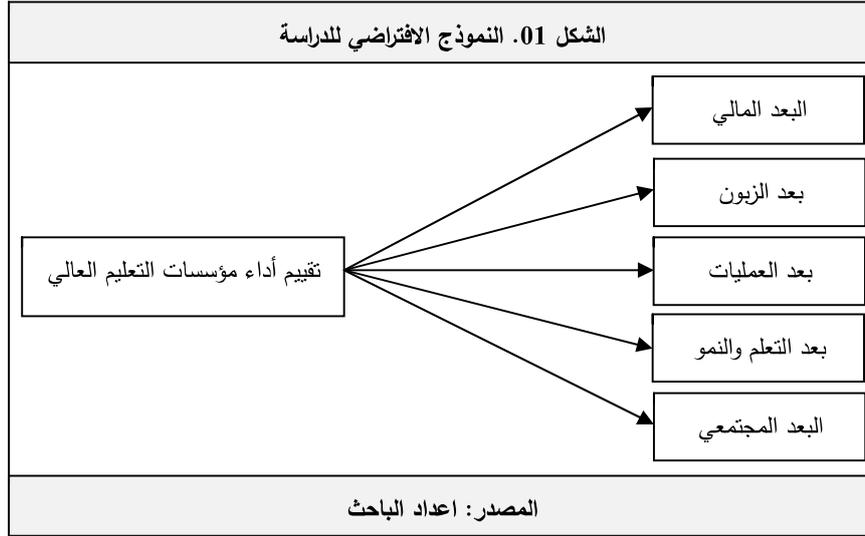 الشكل 01. النموذج الافتراضي للدراسة
البعد المالي
بعد الزبون
بعد العمليات
بعد التعلم والنمو
البعد المجتمعي
تقييم أداء مؤسسات التعليم العالي
المصدر: اعداد الباحث